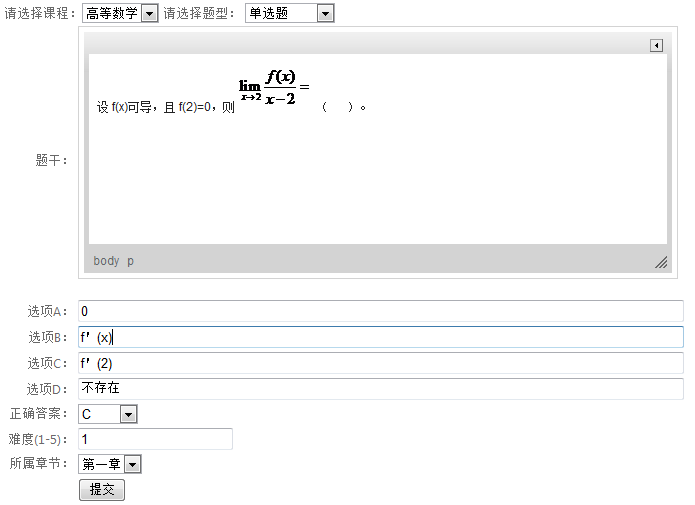 请选择课程： 高等数学 请选择题型： 单选题
设 f(x)可导，且 f(2)=0，则 lim x→2 f(x)/x−2 = （ ）。
题干：
body p
选项A： 0
选项B： f'(x)
选项C： f'(2)
选项D： 不存在
正确答案： C
难度(1-5)： 1
所属章节： 第一章
提交